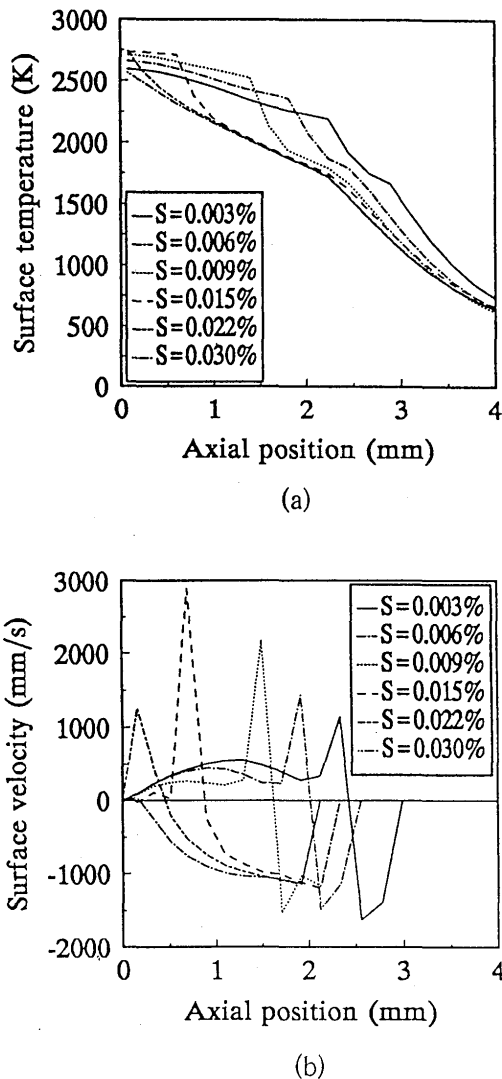 3000
2500
2000
1500
1000
500
0
Surface temperature (K)
S=0.003%
S=0.006%
S=0.009%
S=0.015%
S=0.022%
S=0.030%
0 1 2 3 4
Axial position (mm)
(a)
3000
2000
1000
0
-1000
-2000
Surface velocity (mm/s)
S=0.003%
S=0.006%
S=0.009%
S=0.015%
S=0.022%
S=0.030%
0 1 2 3 4
Axial position (mm)
(b)